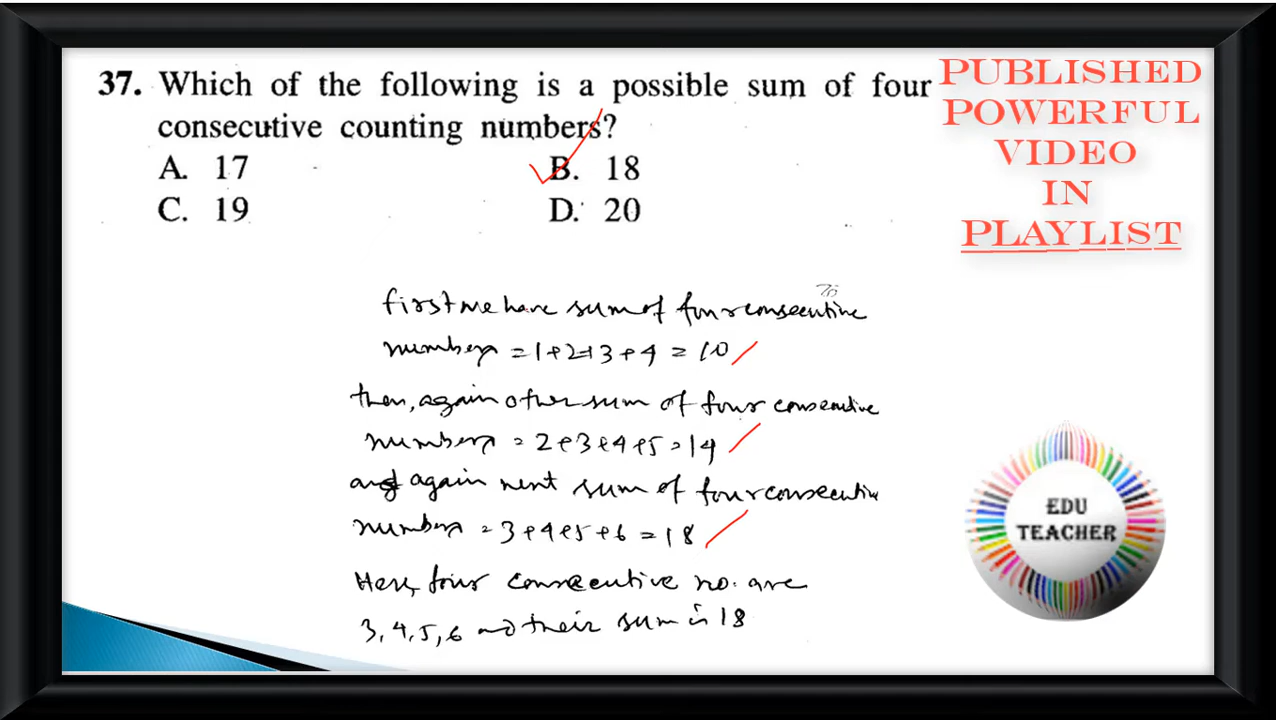 37. Which of the following is a possible sum of four
consecutive counting numbers?
A. 17
B. 18
C. 19
D. 20
PUBLISHED
POWERFUL
VIDEO
IN
PLAYLIST
first we have sum of four consecutive
numbers = 1+2+3+4 = 10
then, again other sum of four consecutive
numbers = 2+3+4+5 = 14
and again next sum of four consecutive
numbers = 3+4+5+6 = 18
Here, four consecutive no. are
3, 4, 5, 6 and their sum is 18
EDU
TEACHER